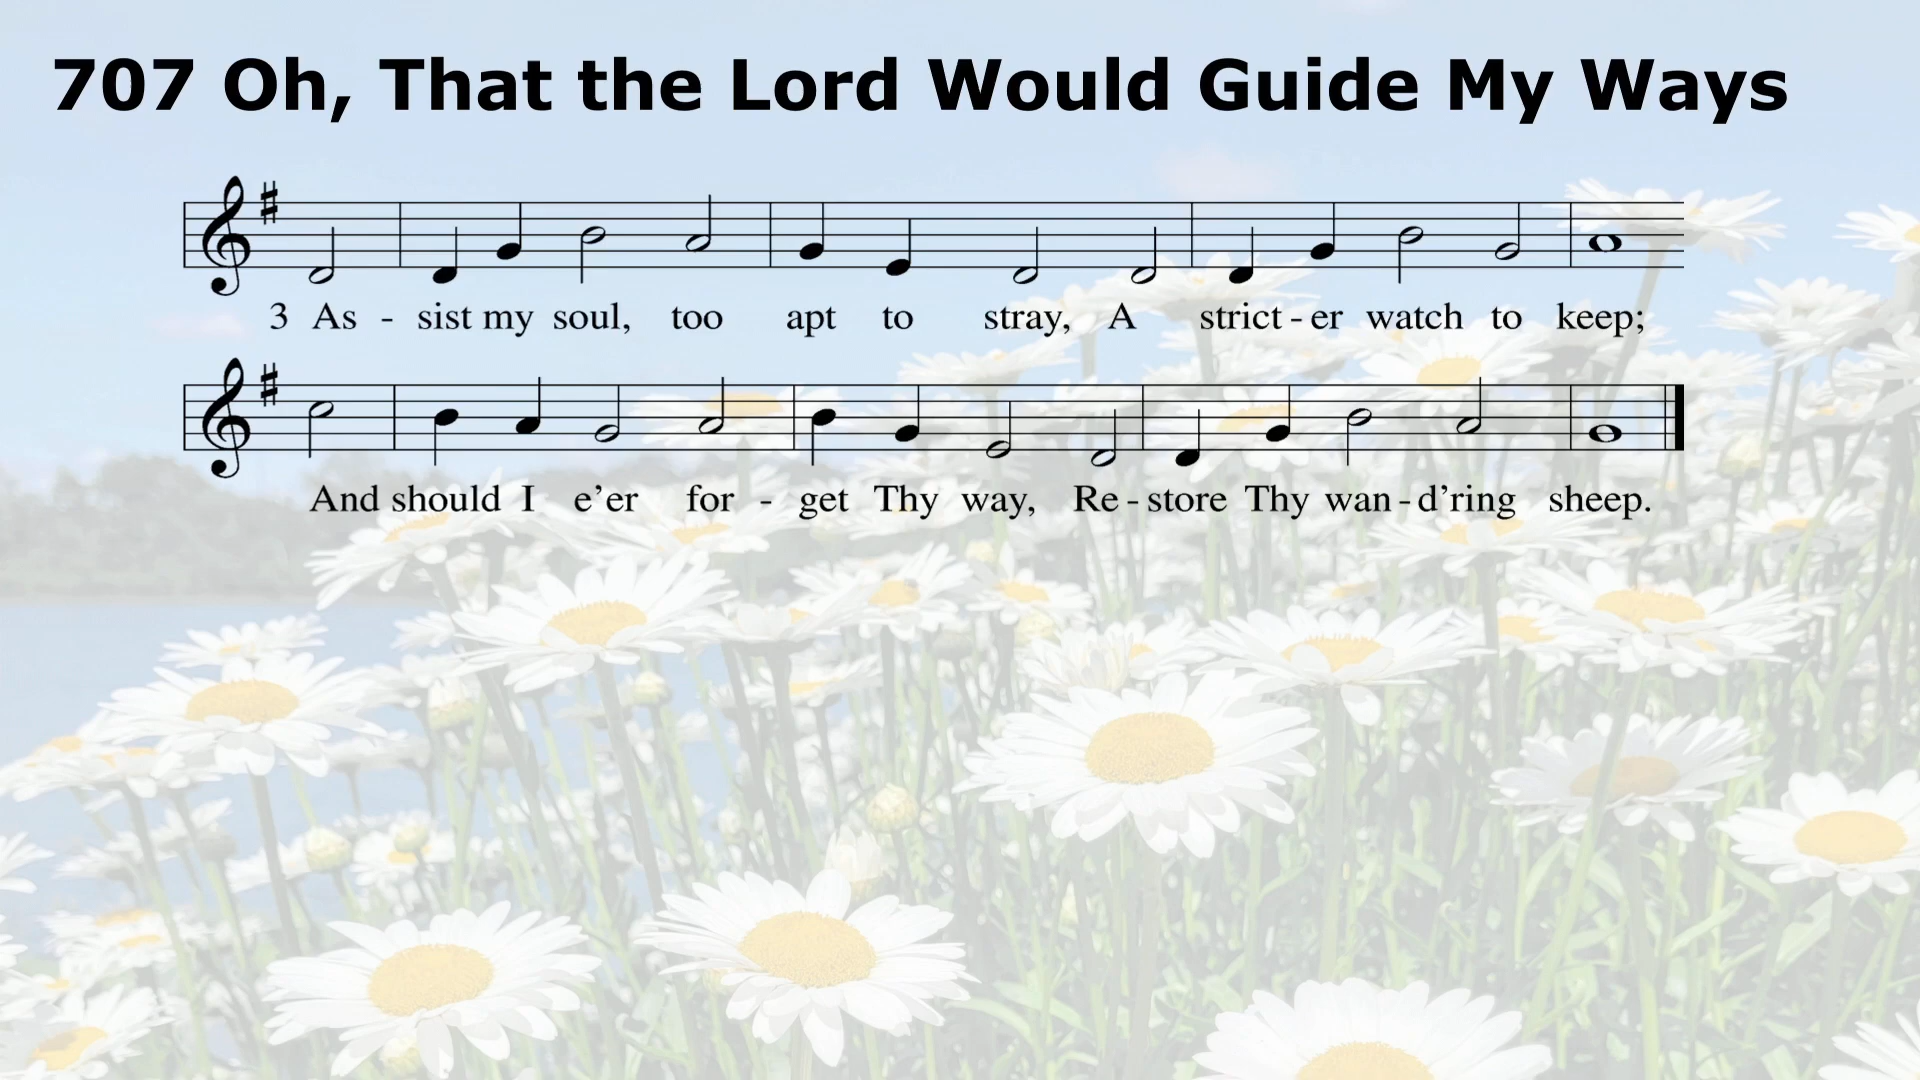 707 Oh, That the Lord Would Guide My Ways
3 As - sist my soul, too apt to stray, A strict - er watch to keep;
And should I e’er for - get Thy way, Re - store Thy wan - d’ring sheep.